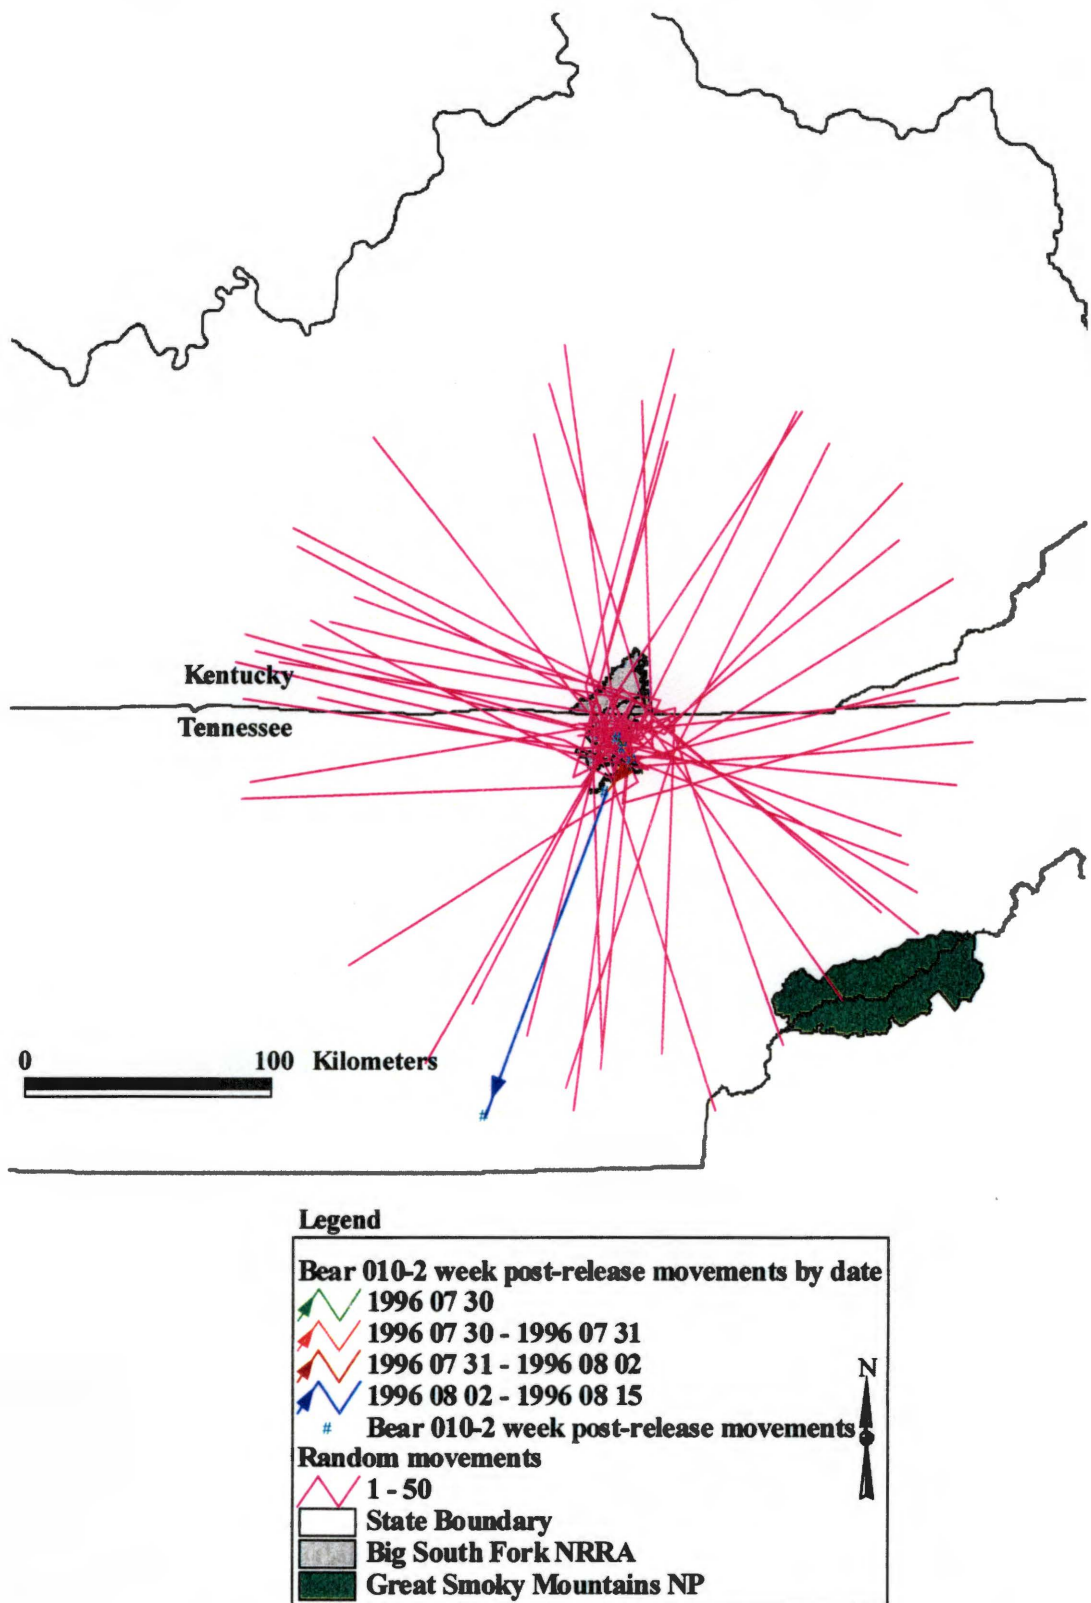 Kentucky
Tennessee
0 100 Kilometers
Legend
Bear 010-2 week post-release movements by date
1996 07 30
1996 07 30 - 1996 07 31
1996 07 31 - 1996 08 02
1996 08 02 - 1996 08 15
# Bear 010-2 week post-release movements
N
Random movements
1 - 50
State Boundary
Big South Fork NRRA
Great Smoky Mountains NP